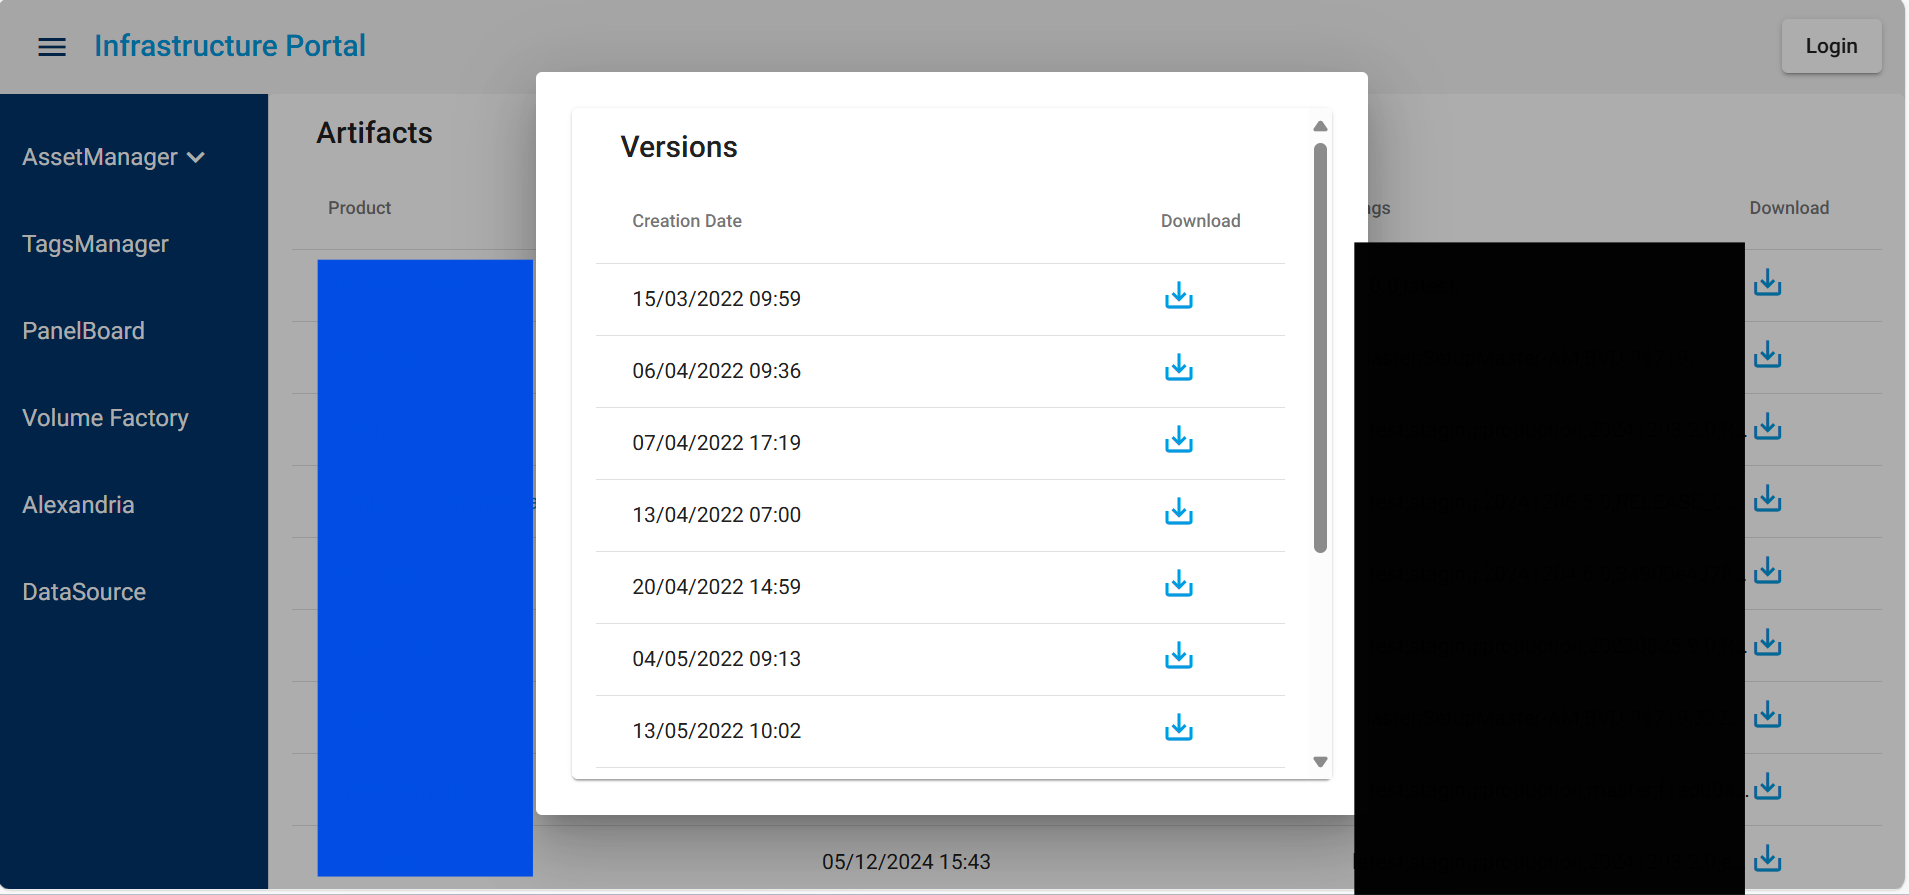 Infrastructure Portal
Login
AssetManager
TagsManager
PanelBoard
Volume Factory
Alexandria
DataSource
Artifacts
Product
Download
Versions
Creation Date Download
15/03/2022 09:59
06/04/2022 09:36
07/04/2022 17:19
13/04/2022 07:00
20/04/2022 14:59
04/05/2022 09:13
13/05/2022 10:02
05/12/2024 15:43